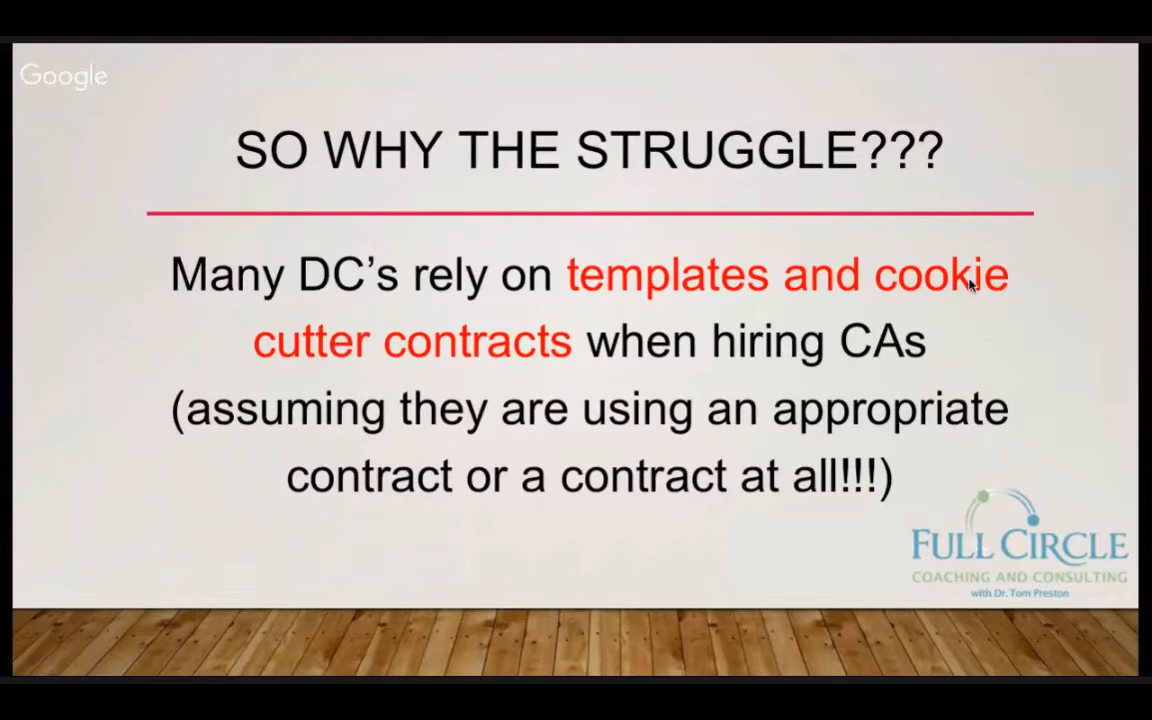 Google
SO WHY THE STRUGGLE???
Many DC’s rely on templates and cookie
cutter contracts when hiring CAs
(assuming they are using an appropriate
contract or a contract at all!!!)
FULL CIRCLE
COACHING AND CONSULTING
with Dr. Tom Preston